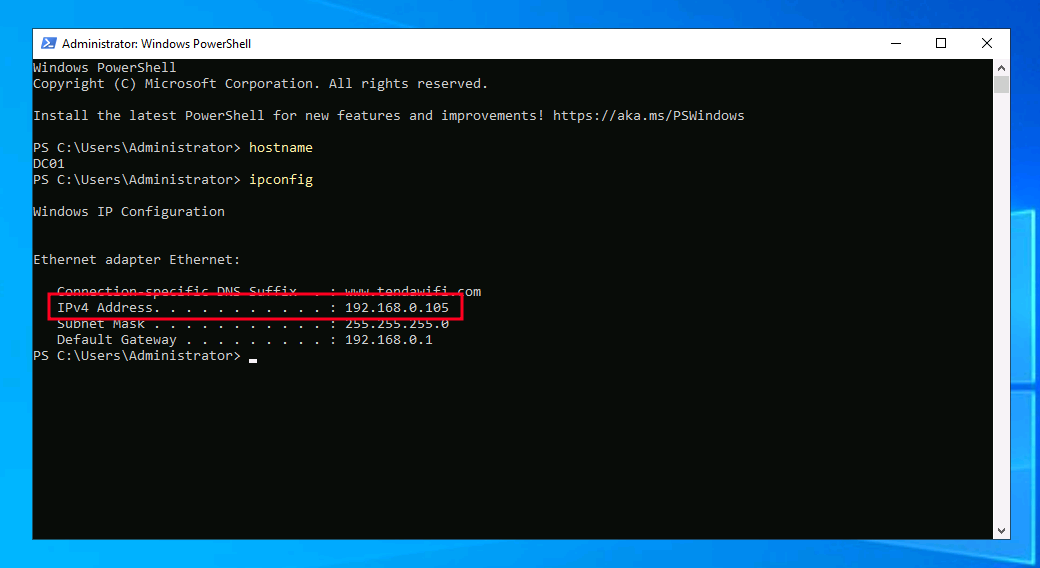 Administrator: Windows PowerShell
Windows PowerShell
Copyright (C) Microsoft Corporation. All rights reserved.
Install the latest PowerShell for new features and improvements! https://aka.ms/PSWindows
PS C:\Users\Administrator> hostname
DC01
PS C:\Users\Administrator> ipconfig
Windows IP Configuration
Ethernet adapter Ethernet:
   Connection-specific DNS Suffix  . : www.tendawifi.com
   IPv4 Address. . . . . . . . . . . : 192.168.0.105
   Subnet Mask . . . . . . . . . . . : 255.255.255.0
   Default Gateway . . . . . . . . . : 192.168.0.1
PS C:\Users\Administrator>